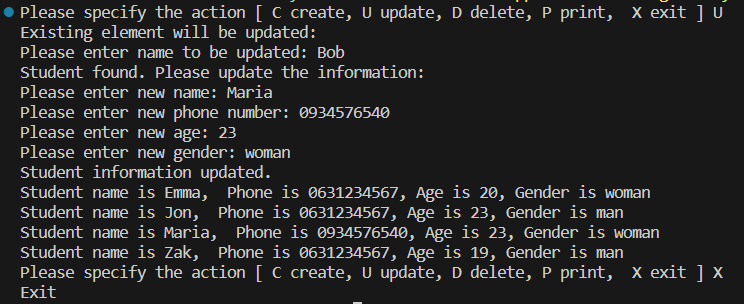 Please specify the action [ C create, U update, D delete, P print,  X exit ] U
Existing element will be updated:
Please enter name to be updated: Bob
Student found. Please update the information:
Please enter new name: Maria
Please enter new phone number: 0934576540
Please enter new age: 23
Please enter new gender: woman
Student information updated.
Student name is Emma,  Phone is 0631234567, Age is 20, Gender is woman
Student name is Jon,  Phone is 0631234567, Age is 23, Gender is man
Student name is Maria,  Phone is 0934576540, Age is 23, Gender is woman
Student name is Zak,  Phone is 0631234567, Age is 19, Gender is man
Please specify the action [ C create, U update, D delete, P print,  X exit ] X
Exit